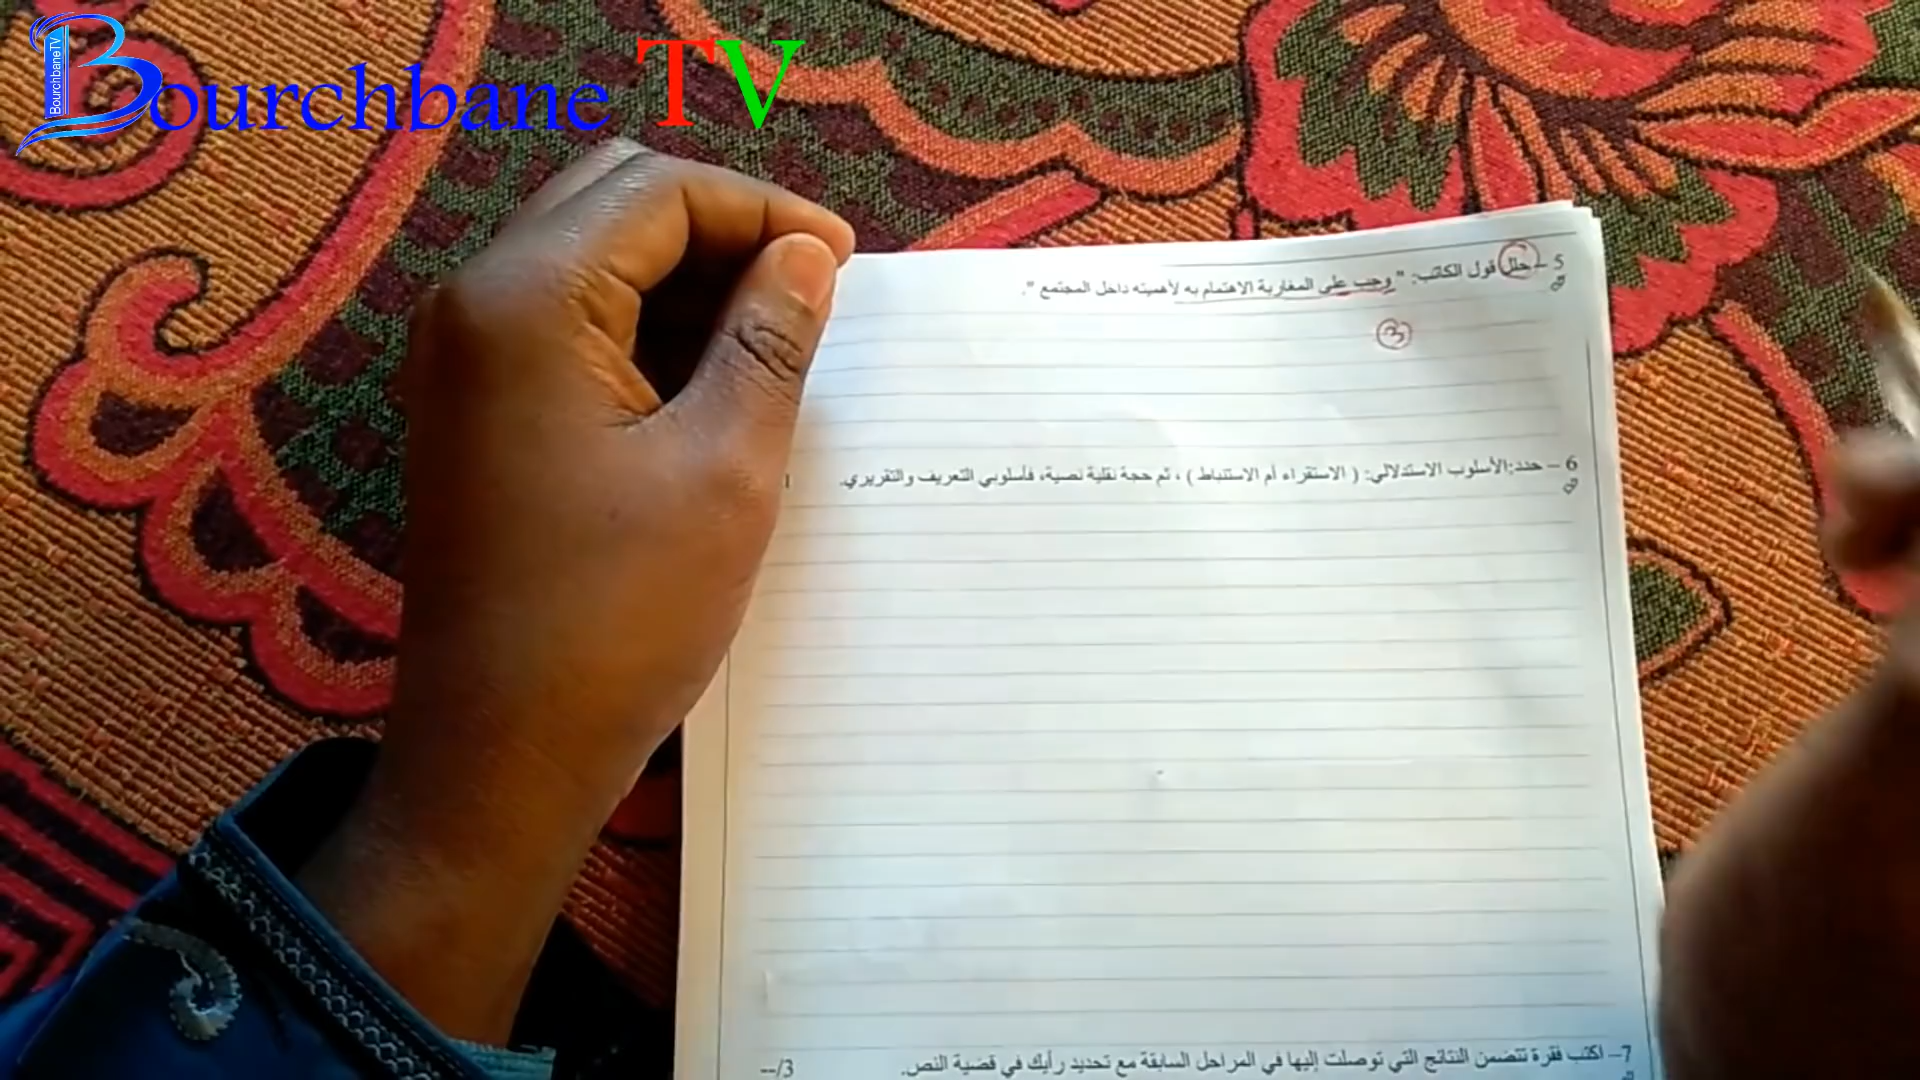 BourchbaneTV
Bourchbane TV
5 – حلل قول الكاتب: " وجب على المغاربة الاهتمام به لأهميته داخل المجتمع ".
3
6 – حدد:الأسلوب الاستدلالي: ( الاستقراء أم الاستنباط ) ، ثم حجة نقلية نصية، فأسلوبي التعريف والتقريري.
7– اكتب فقرة تتضمن النتائج التي توصلت إليها في المراحل السابقة مع تحديد رأيك في قضية النص.
--/3